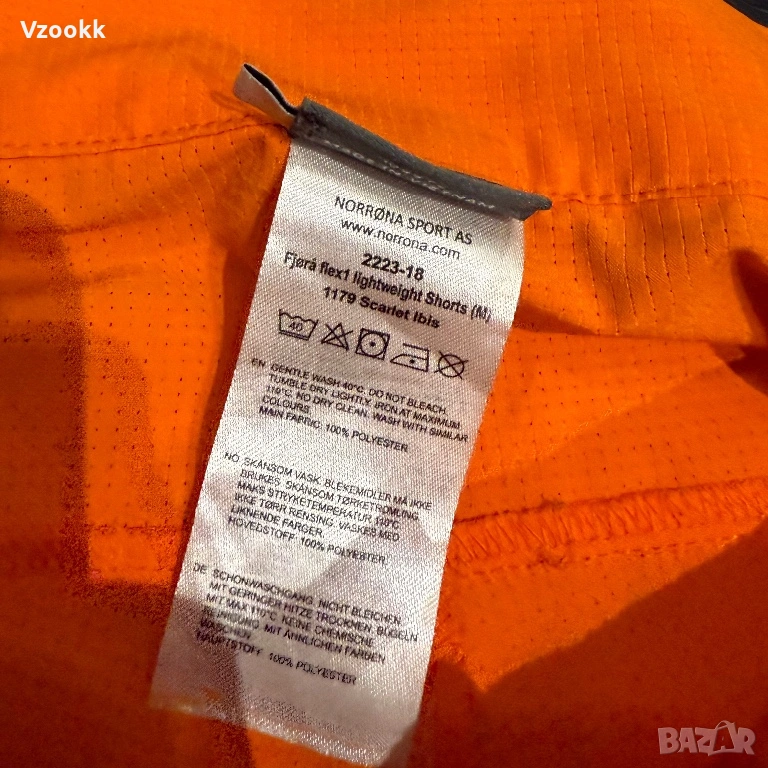 Vzookk
NORRØNA SPORT AS
www.norrona.com
2223-18
Fjørå flex1 lightweight Shorts (M)
1179 Scarlet Ibis
40
EN GENTLE WASH 40°C. DO NOT BLEACH.
TUMBLE DRY LIGHTLY. IRON AT MAXIMUM
110°C. NO DRY CLEAN. WASH WITH SIMILAR
COLOURS.
MAIN FABRIC: 100% POLYESTER
NO SKÅNSOM VASK. BLEKEMIDLER MÅ IKKE
BRUKES. SKÅNSOM TØRKETROMLING.
MAKS STRYKETEMPERATUR 110°C
IKKE TØRR RENSING. VASKES MED
LIKNENDE FARGER.
HOVEDSTOFF: 100% POLYESTER
DE SCHONWASCHGANG. NICHT BLEICHEN.
MIT GERINGER HITZE TROCKNEN. BÜGELN
MIT MAX 110°C KEINE CHEMISCHE
REINIGUNG. MIT ÄHNLICHEN FARBEN
WASCHEN
HAUPTSTOFF: 100% POLYESTER
BAZAR